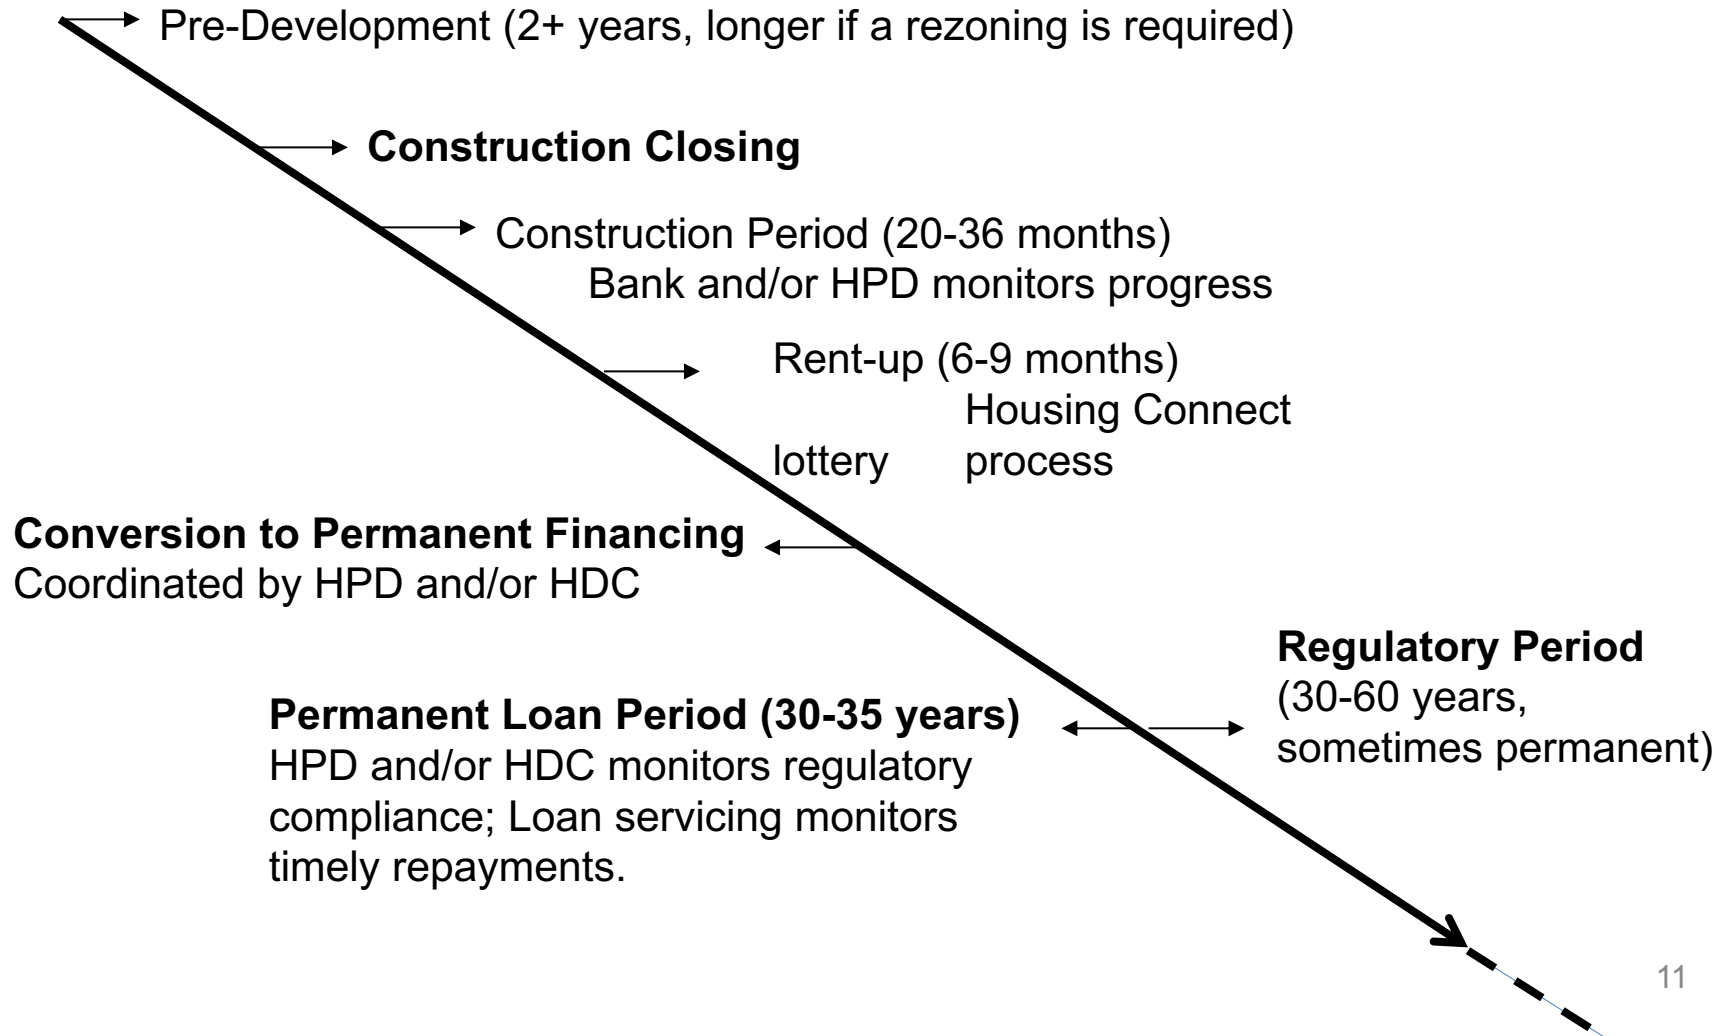 Pre-Development (2+ years, longer if a rezoning is required)
Construction Closing
Construction Period (20-36 months)
Bank and/or HPD monitors progress
Rent-up (6-9 months)
Housing Connect
lottery process
Conversion to Permanent Financing
Coordinated by HPD and/or HDC
Regulatory Period
(30-60 years,
sometimes permanent)
Permanent Loan Period (30-35 years)
HPD and/or HDC monitors regulatory
compliance; Loan servicing monitors
timely repayments.
11